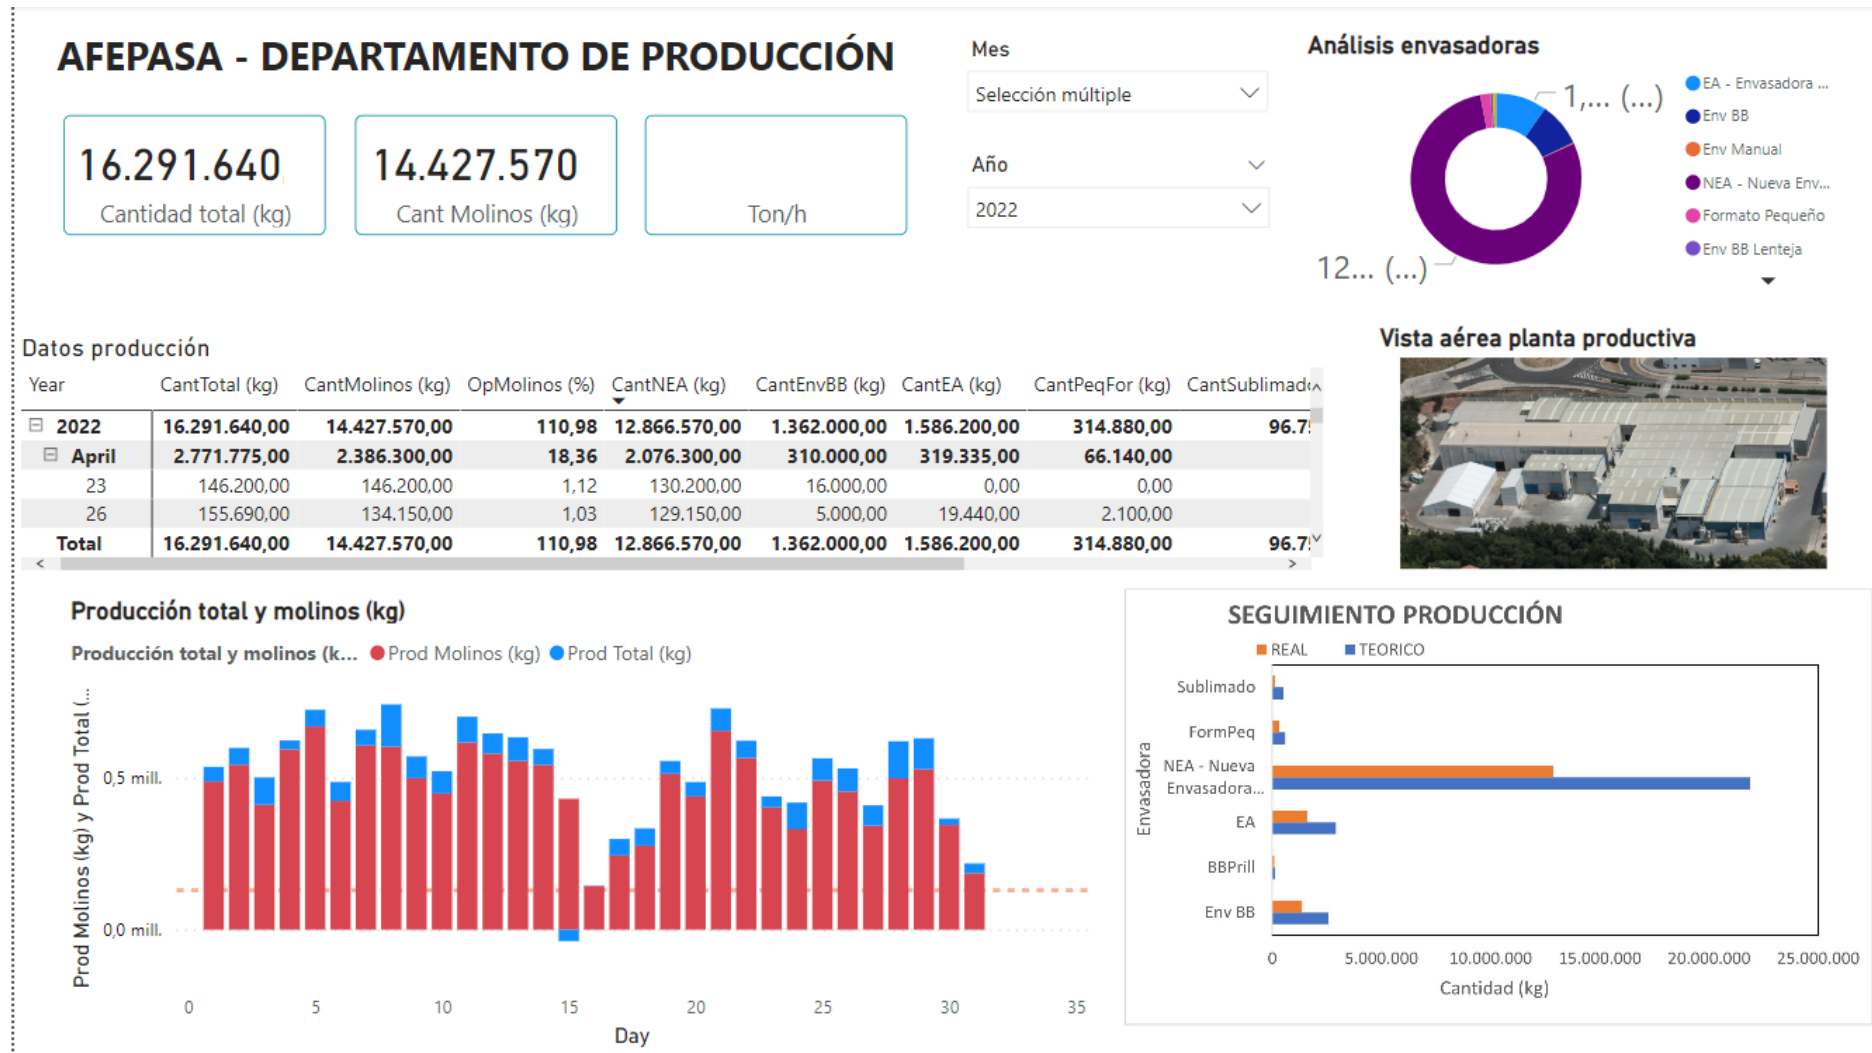 AFEPASA - DEPARTAMENTO DE PRODUCCIÓN
16.291.640
Cantidad total (kg)
14.427.570
Cant Molinos (kg)
Ton/h
Mes
Selección múltiple
Año
2022
Análisis envasadoras
1,... (...)
12... (...)
EA - Envasadora ...
Env BB
Env Manual
NEA - Nueva Env...
Formato Pequeño
Env BB Lenteja
Datos producción
Year CantTotal (kg) CantMolinos (kg) OpMolinos (%) CantNEA (kg) CantEnvBB (kg) CantEA (kg) CantPeqFor (kg) CantSublimado
2022 16.291.640,00 14.427.570,00 110,98 12.866.570,00 1.362.000,00 1.586.200,00 314.880,00 96.75
April 2.771.775,00 2.386.300,00 18,36 2.076.300,00 310.000,00 319.335,00 66.140,00
23 146.200,00 146.200,00 1,12 130.200,00 16.000,00 0,00 0,00
26 155.690,00 134.150,00 1,03 129.150,00 5.000,00 19.440,00 2.100,00
Total 16.291.640,00 14.427.570,00 110,98 12.866.570,00 1.362.000,00 1.586.200,00 314.880,00 96.75
Vista aérea planta productiva
Producción total y molinos (kg)
Producción total y molinos (k... Prod Molinos (kg) Prod Total (kg)
Prod Molinos (kg) y Prod Total (...
0,5 mill.
0,0 mill.
0 5 10 15 20 25 30 35
Day
SEGUIMIENTO PRODUCCIÓN
REAL TEORICO
Envasadora
Sublimado
FormPeq
NEA - Nueva
Envasadora...
EA
BBPrill
Env BB
0 5.000.000 10.000.000 15.000.000 20.000.000 25.000.000
Cantidad (kg)